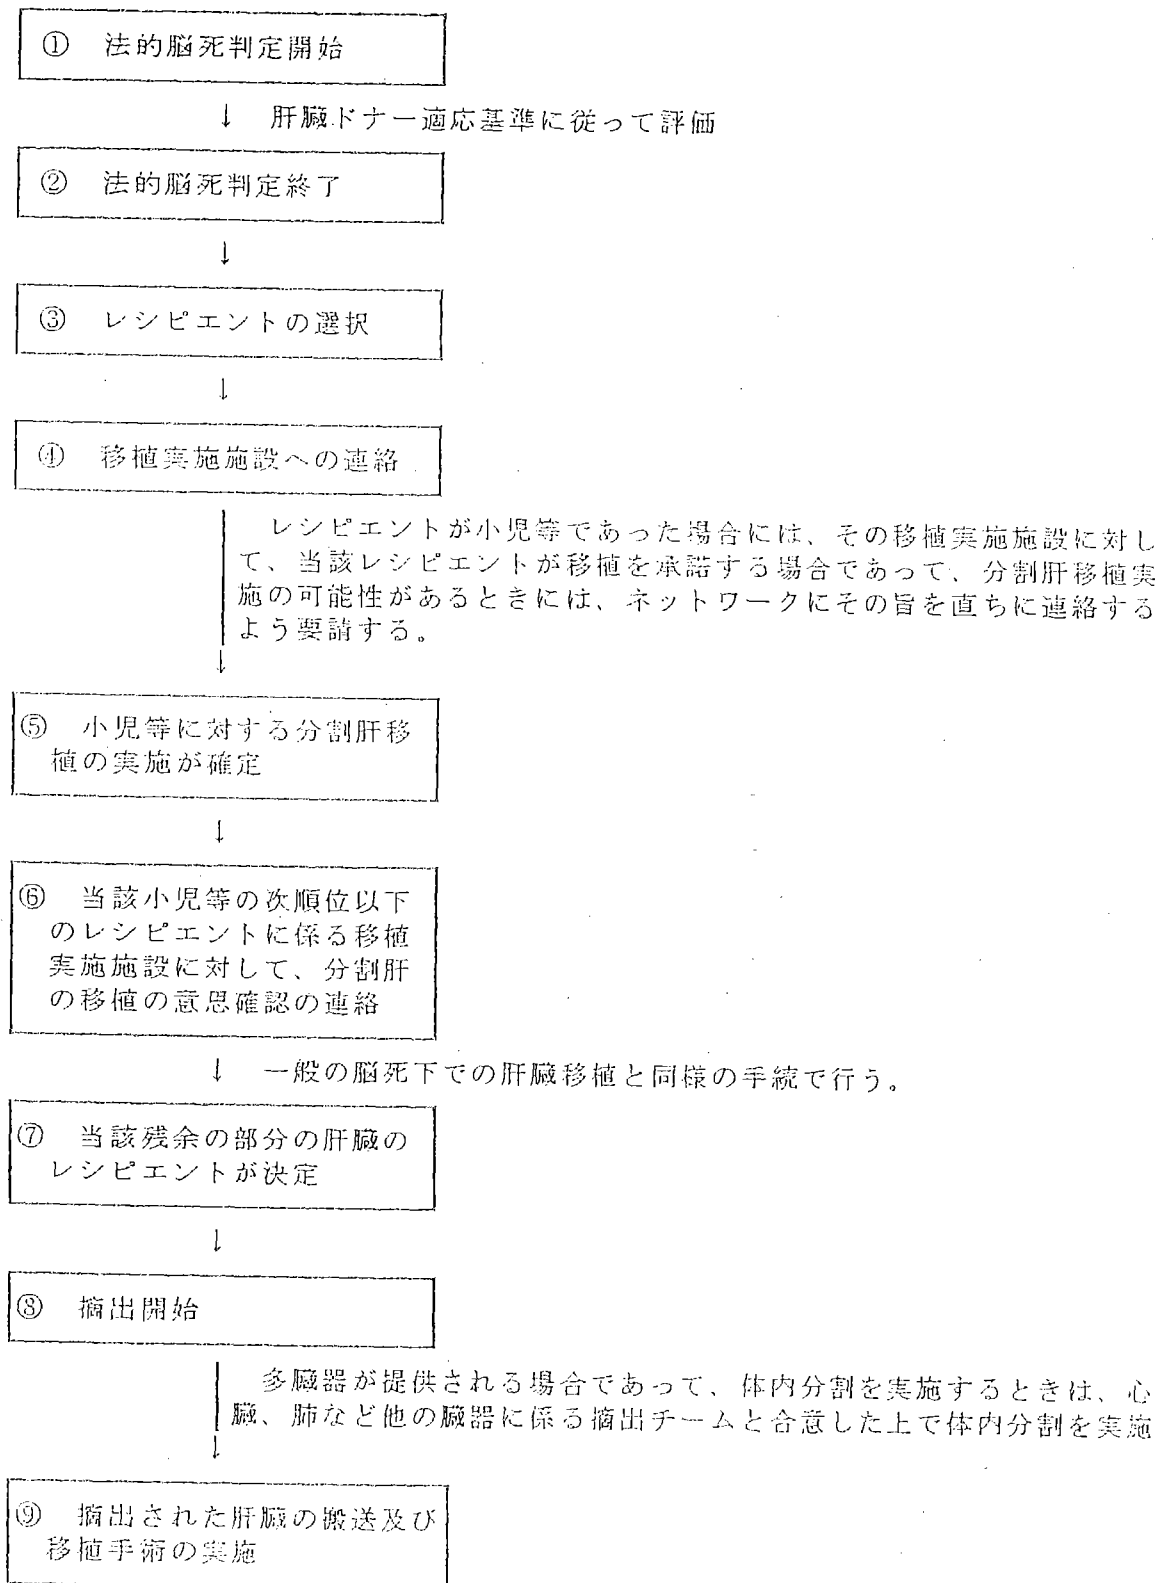 ① 法的脳死判定開始
↓ 肝臓ドナー適応基準に従って評価
② 法的脳死判定終了
↓
③ レシピエントの選択
↓
④ 移植実施施設への連絡
レシピエントが小児等であった場合には、その移植実施施設に対し
て、当該レシピエントが移植を承諾する場合であって、分割肝移植実
施の可能性があるときには、ネットワークにその旨を直ちに連絡する
よう要請する。
↓
⑤ 小児等に対する分割肝移
植の実施が確定
↓
⑥ 当該小児等の次順位以下
のレシピエントに係る移植
実施施設に対して、分割肝
の移植の意思確認の連絡
↓ 一般の脳死下での肝臓移植と同様の手続で行う。
⑦ 当該残余の部分の肝臓の
レシピエントが決定
↓
⑧ 摘出開始
多臓器が提供される場合であって、体内分割を実施するときは、心
臓、肺など他の臓器に係る摘出チームと合意した上で体内分割を実施
↓
⑨ 摘出された肝臓の搬送及び
移植手術の実施